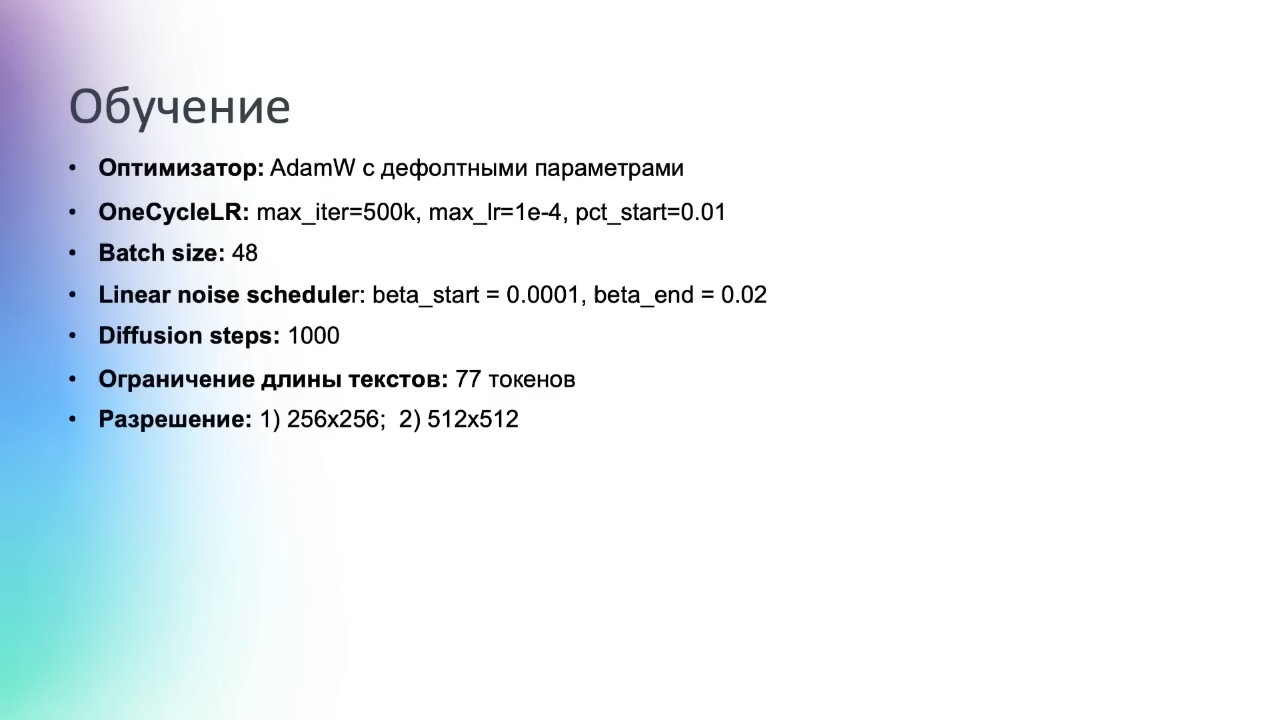 Обучение
• Оптимизатор: AdamW с дефолтными параметрами
• OneCycleLR: max_iter=500k, max_lr=1e-4, pct_start=0.01
• Batch size: 48
• Linear noise scheduler: beta_start = 0.0001, beta_end = 0.02
• Diffusion steps: 1000
• Ограничение длины текстов: 77 токенов
• Разрешение: 1) 256x256;  2) 512x512